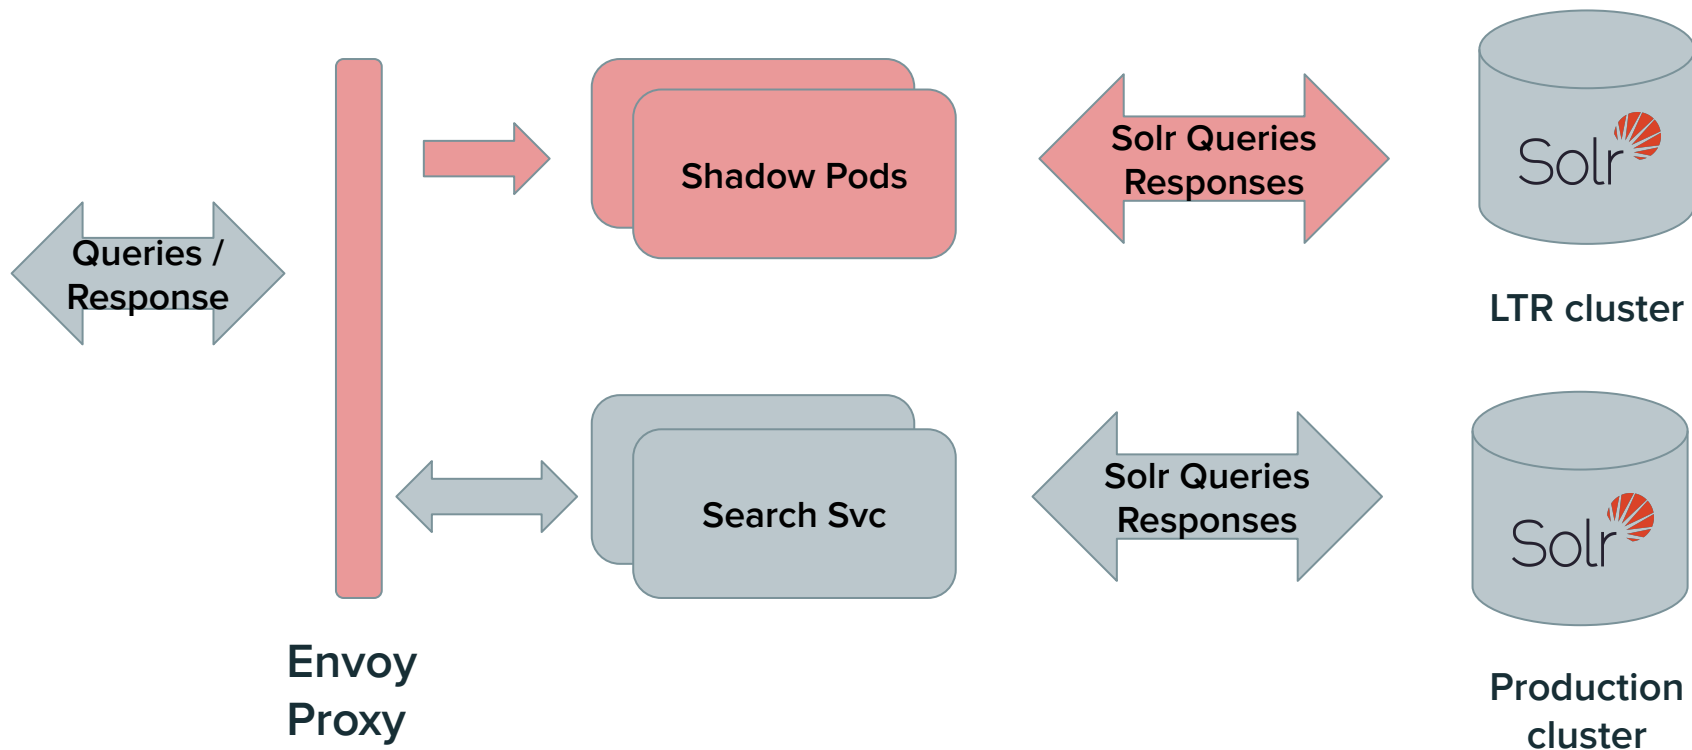 Queries /
Response
Envoy
Proxy
Shadow Pods
Solr Queries
Responses
Solr
LTR cluster
Search Svc
Solr Queries
Responses
Solr
Production
cluster